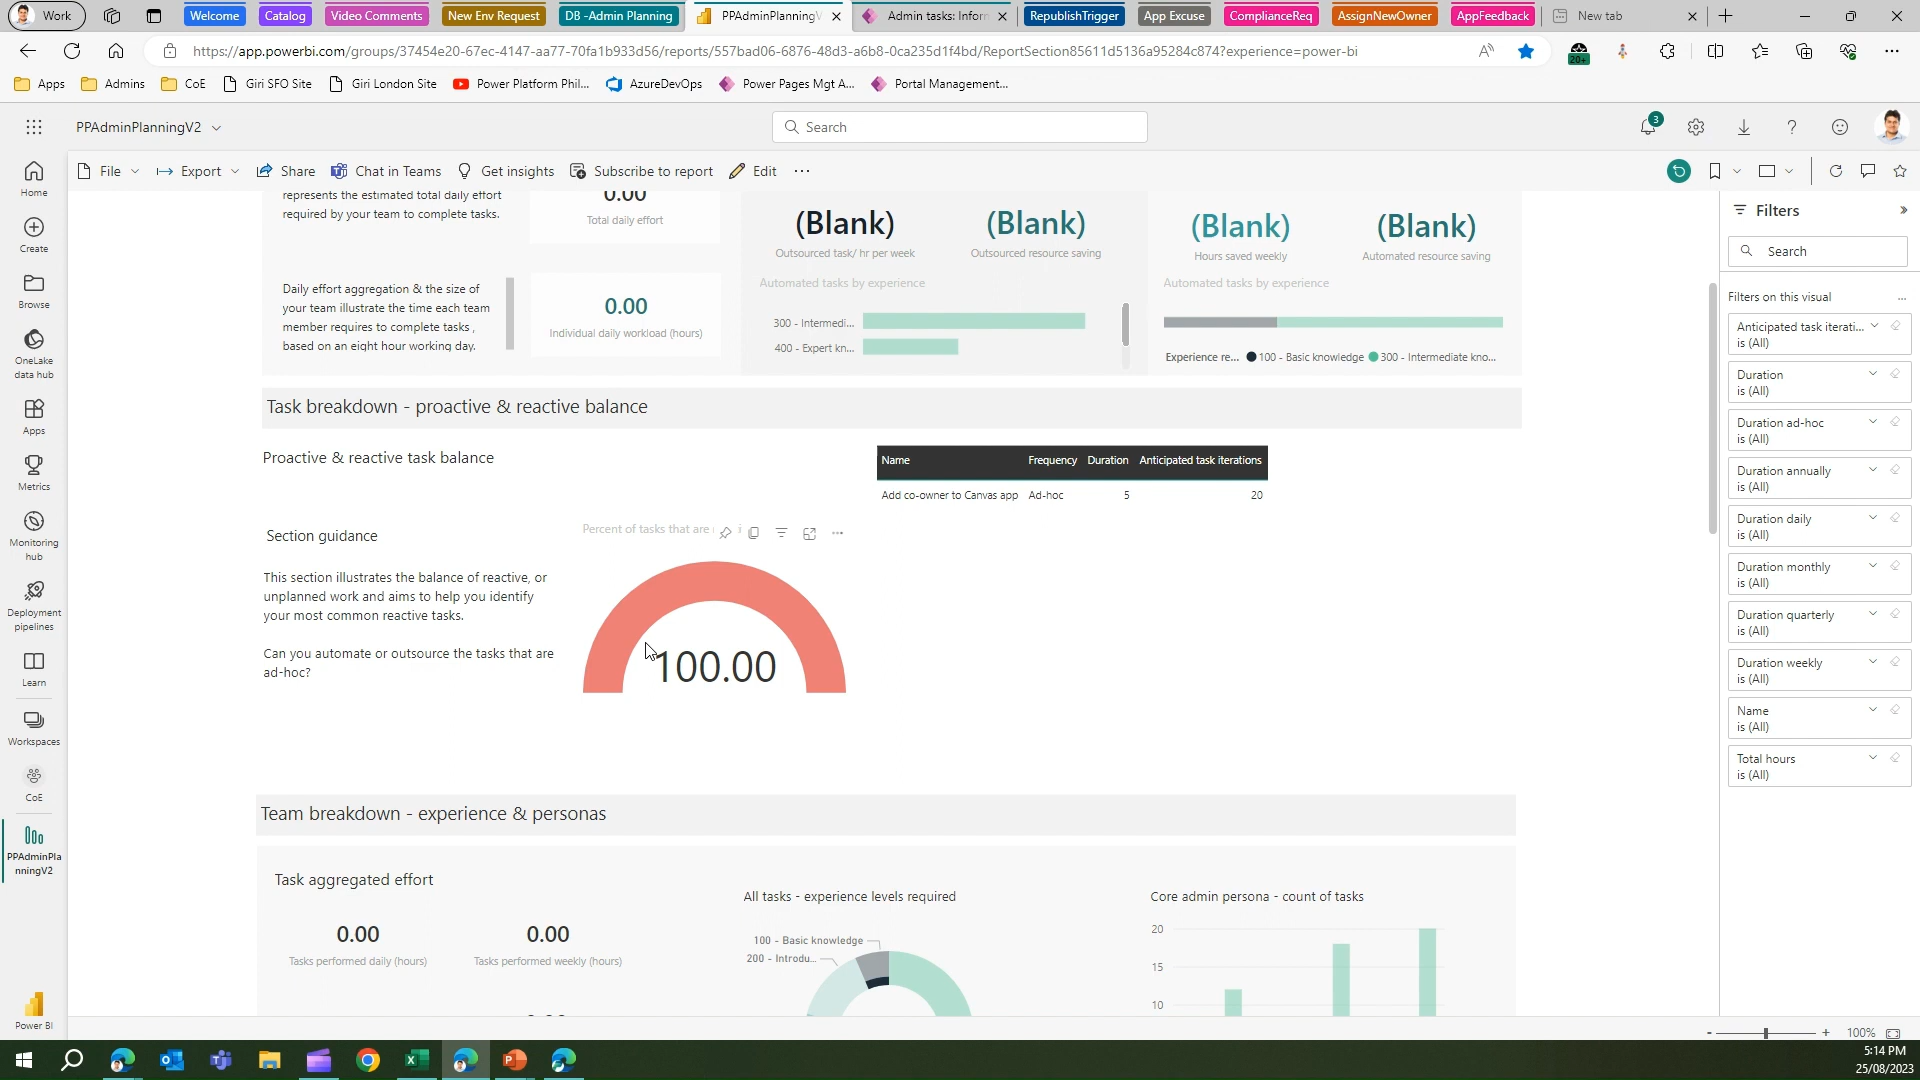 Work
Welcome
Catalog
Video Comments
New Env Request
DB -Admin Planning
PPAdminPlanningV
Admin tasks: Inforn
RepublishTrigger
App Excuse
ComplianceReq
AssignNewOwner
AppFeedback
New tab
https://app.powerbi.com/groups/37454e20-67ec-4147-aa77-70fa1b933d56/reports/557bad06-6876-48d3-a6b8-0ca235d1f4bd/ReportSection85611d5136a95284c874?experience=power-bi
20+
Apps
Admins
CoE
Giri SFO Site
Giri London Site
Power Platform Phil...
AzureDevOps
Power Pages Mgt A...
Portal Management...
PPAdminPlanningV2
Search
3
File
Export
Share
Chat in Teams
Get insights
Subscribe to report
Edit
Home
Create
Browse
OneLake
data hub
Apps
Metrics
Monitoring
hub
Deployment
pipelines
Learn
Workspaces
CoE
PPAdminPla
nningV2
Power BI
represents the estimated total daily effort
required by your team to complete tasks.
0.00
Total daily effort
Daily effort aggregation & the size of
your team illustrate the time each team
member requires to complete tasks ,
based on an eight hour working day.
0.00
Individual daily workload (hours)
(Blank)
Outsourced task/ hr per week
(Blank)
Outsourced resource saving
Automated tasks by experience
300 - Intermedi...
400 - Expert kn...
(Blank)
Hours saved weekly
(Blank)
Automated resource saving
Automated tasks by experience
Experience re...
100 - Basic knowledge
300 - Intermediate kno...
Task breakdown - proactive & reactive balance
Proactive & reactive task balance
Name Frequency Duration Anticipated task iterations
Add co-owner to Canvas app Ad-hoc 5 20
Section guidance
This section illustrates the balance of reactive, or
unplanned work and aims to help you identify
your most common reactive tasks.
Can you automate or outsource the tasks that are
ad-hoc?
Percent of tasks that are
100.00
Team breakdown - experience & personas
Task aggregated effort
0.00
Tasks performed daily (hours)
0.00
Tasks performed weekly (hours)
All tasks - experience levels required
100 - Basic knowledge
200 - Introdu...
Core admin persona - count of tasks
20
15
10
Filters
Search
Filters on this visual
Anticipated task iterati...
is (All)
Duration
is (All)
Duration ad-hoc
is (All)
Duration annually
is (All)
Duration daily
is (All)
Duration monthly
is (All)
Duration quarterly
is (All)
Duration weekly
is (All)
Name
is (All)
Total hours
is (All)
- + 100%
5:14 PM
25/08/2023